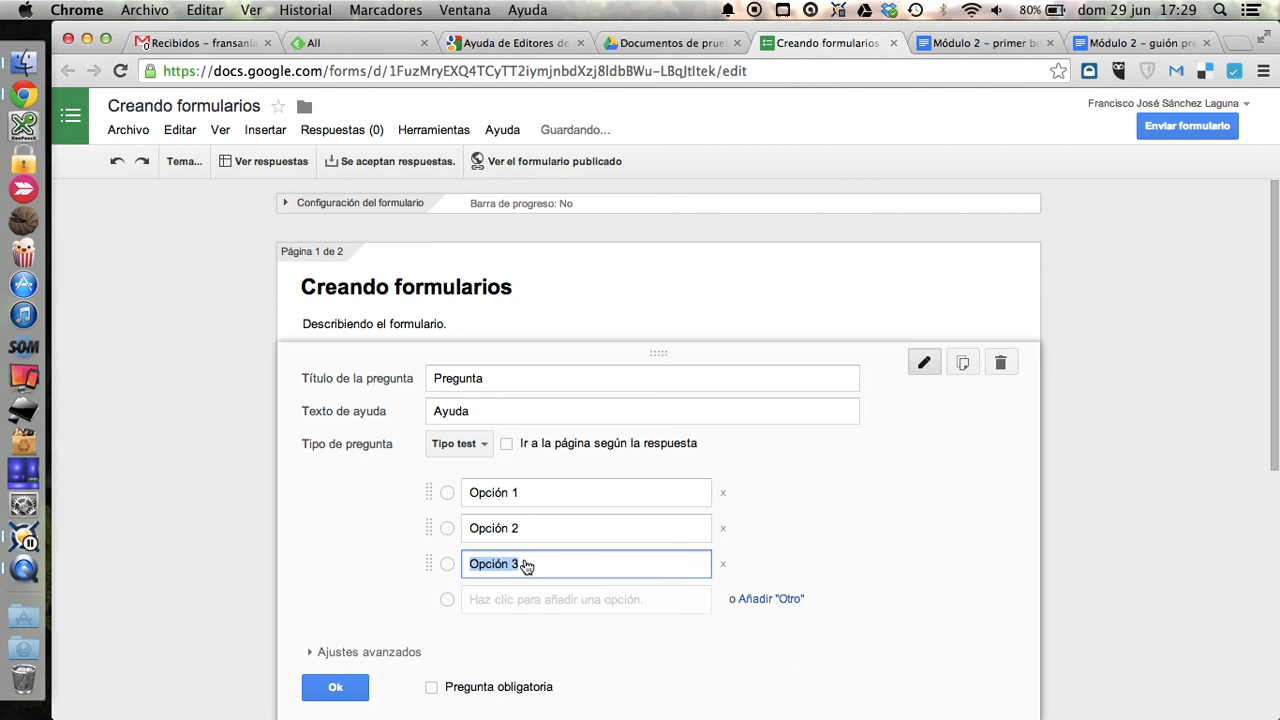 Chrome Archivo Editar Ver Historial Marcadores Ventana Ayuda 80% dom 29 jun 17:29
Recibidos – fransanla × All × Ayuda de Editores de × Documentos de prue × Creando formularios × Módulo 2 – primer bo × Módulo 2 – guión pre ×
https://docs.google.com/forms/d/1FuzMryEXQ4TCyTT2iymjnbdXzj8ldbBWu-LBqJtltek/edit
Creando formularios
Francisco José Sánchez Laguna
Archivo Editar Ver Insertar Respuestas (0) Herramientas Ayuda Guardando...
Enviar formulario
Tema... Ver respuestas Se aceptan respuestas. Ver el formulario publicado
Configuración del formulario Barra de progreso: No
Página 1 de 2
Creando formularios
Describiendo el formulario.
Título de la pregunta Pregunta
Texto de ayuda Ayuda
Tipo de pregunta Tipo test Ir a la página según la respuesta
Opción 1 ×
Opción 2 ×
Opción 3 ×
Haz clic para añadir una opción. o Añadir "Otro"
Ajustes avanzados
Ok Pregunta obligatoria
KeePassX
SOM